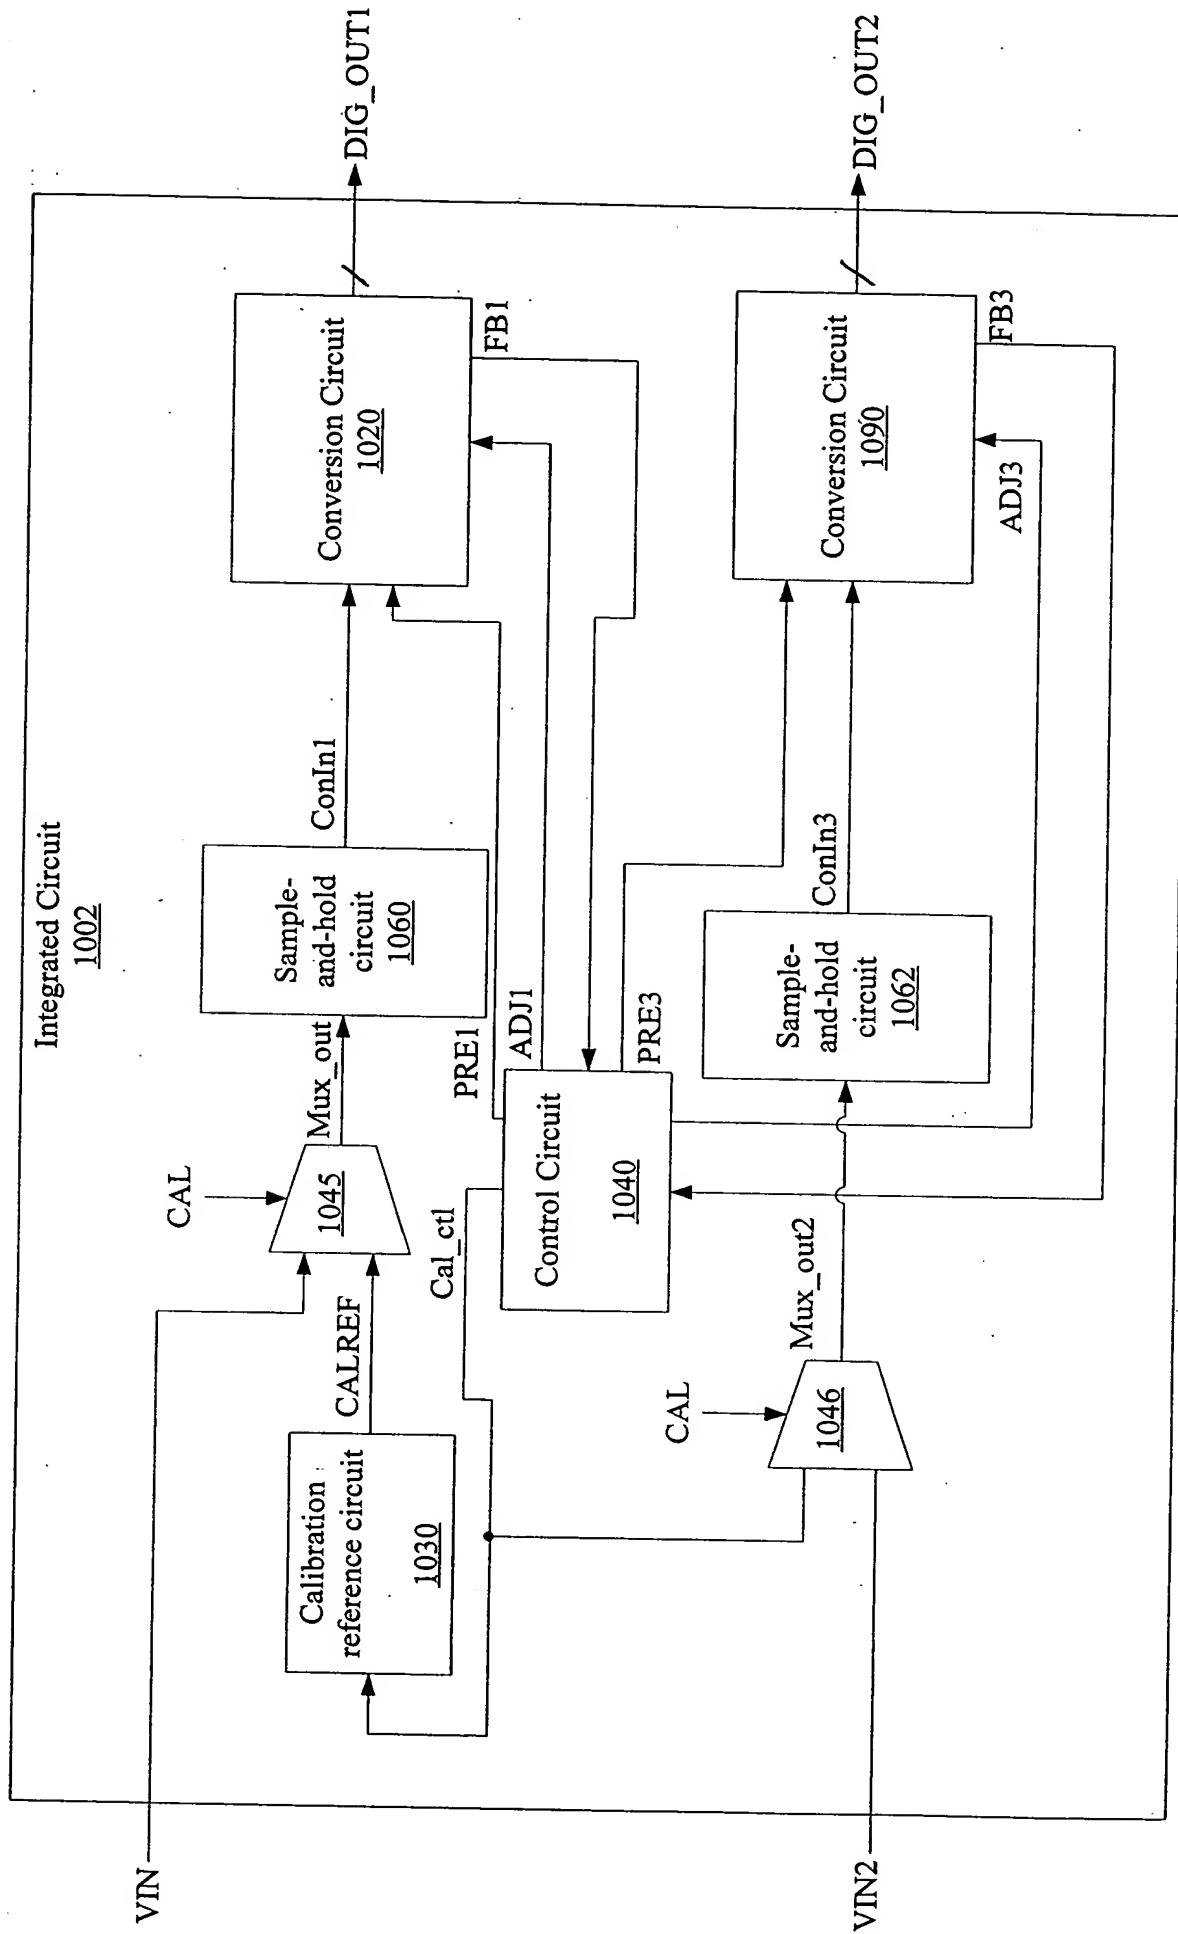 Integrated Circuit
1002
VIN
CAL
1045
Mux_out
Sample-
and-hold
circuit
1060
ConIn1
Conversion Circuit
1020
DIG_OUT1
FB1
Calibration
reference circuit
1030
CALREF
Cal_ctl
PRE1
ADJ1
Control Circuit
1040
PRE3
CAL
1046
Mux_out2
Sample-
and-hold
circuit
1062
ConIn3
Conversion Circuit
1090
DIG_OUT2
FB3
ADJ3
VIN2